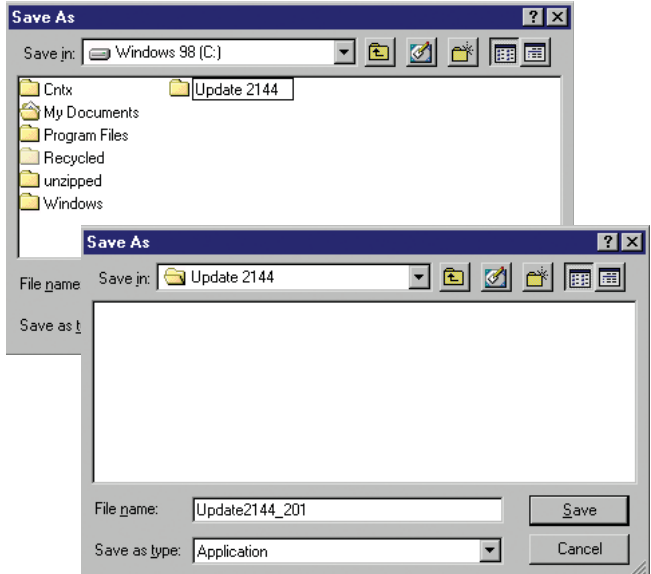 Save As
Save in: Windows 98 (C:)
Cntx Update 2144
My Documents
Program Files
Recycled
unzipped
Windows
File name
Save as t
Save As
Save in: Update 2144
File name: Update2144_201 Save
Save as type: Application Cancel